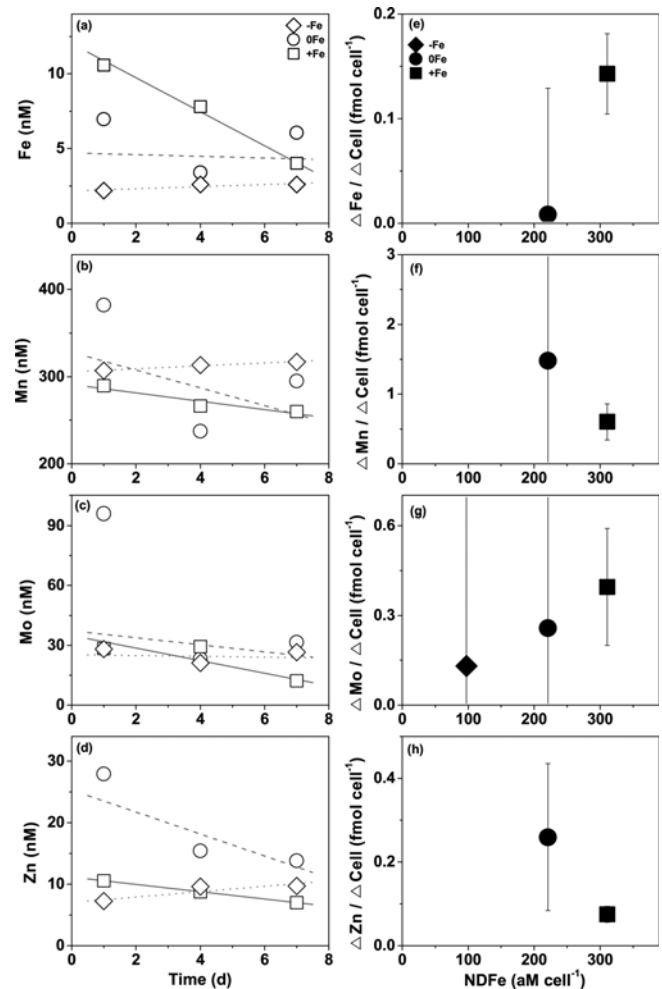 (a)
-Fe
0Fe
+Fe
Fe (nM)
10
5
0
0 2 4 6 8
(e)
-Fe
0Fe
+Fe
△Fe / △Cell (fmol cell⁻¹)
0.2
0.1
0.0
0 100 200 300
(b)
Mn (nM)
400
300
200
0 2 4 6 8
(f)
△Mn / △Cell (fmol cell⁻¹)
3
2
1
0
0 100 200 300
(c)
Mo (nM)
90
60
30
0
0 2 4 6 8
(g)
△Mo / △Cell (fmol cell⁻¹)
0.6
0.3
0.0
0 100 200 300
(d)
Zn (nM)
30
20
10
0
0 2 4 6 8
Time (d)
(h)
△Zn / △Cell (fmol cell⁻¹)
0.4
0.2
0.0
0 100 200 300
NDFe (aM cell⁻¹)